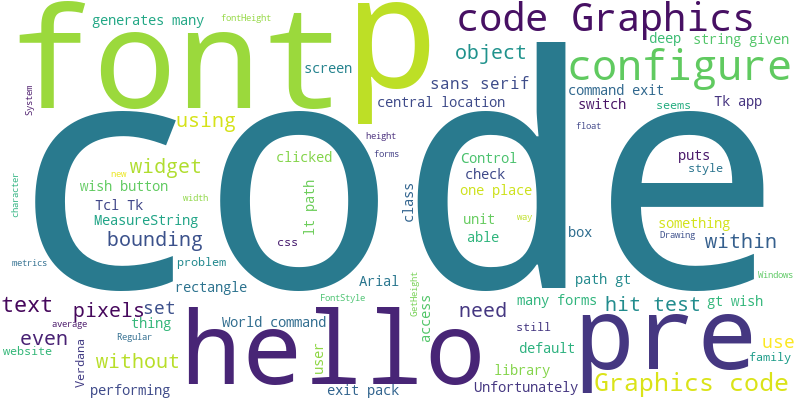 generates many
fontHeight
font
p
code Graphics
deep
string given
object
screen
sans serif
configure
System
central location
command exit
switch
seems
Tk app
using
code
height
float
forms
clicked
Control
widget
check
puts
new
style
wish button
one place
character
Tcl Tk
width
lt path
class
MeasureString
unit
way
something
bounding
css
able
box
Drawing
within
metrics
problem
path gt
Windows
rectangle
Arial
GetHeight
text
pixels
set
FontStyle
many forms
hit test
gt wish
access
need
average
thing
World command
hello
pre
still
even
Regular
user
use
website
Verdana
without
default
family
library
performing
exit pack
Unfortunately
Graphics code